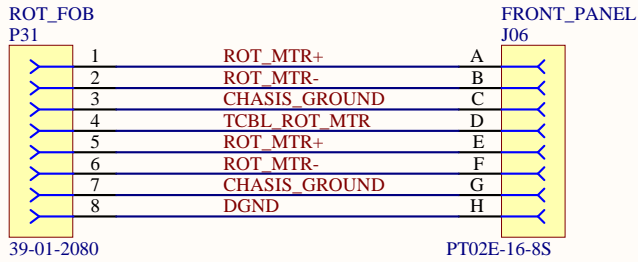 ROT_FOB FRONT_PANEL
P31 J06
1 ROT_MTR+ A
2 ROT_MTR- B
3 CHASIS_GROUND C
4 TCBL_ROT_MTR D
5 ROT_MTR+ E
6 ROT_MTR- F
7 CHASIS_GROUND G
8 DGND H
39-01-2080 PT02E-16-8S